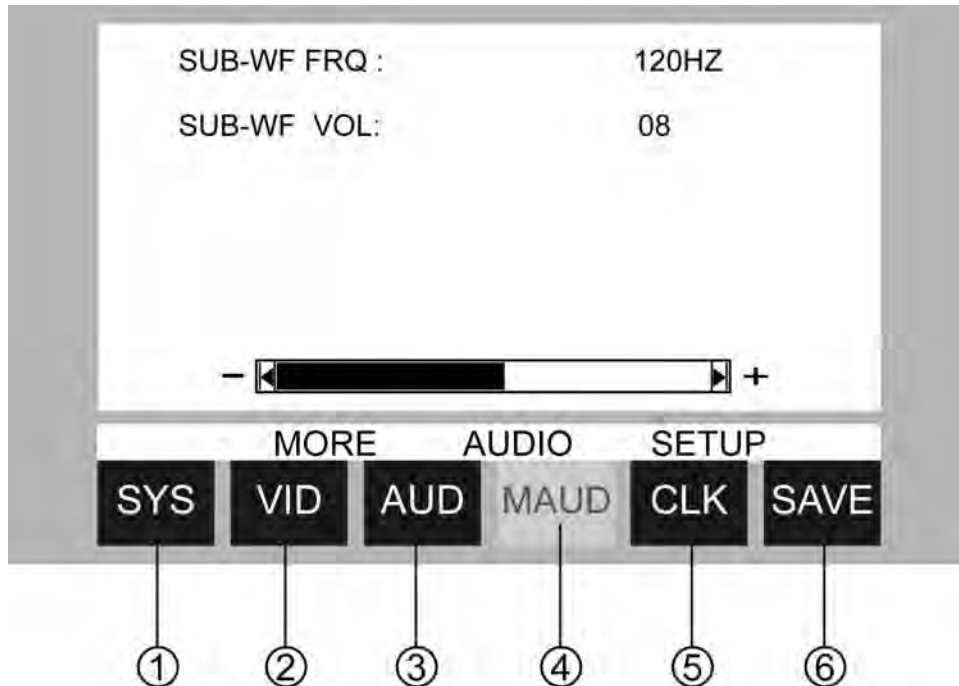 SUB-WF FRQ : 120HZ
SUB-WF VOL: 08
− +
MORE AUDIO SETUP
SYS VID AUD MAUD CLK SAVE
① ② ③ ④ ⑤ ⑥